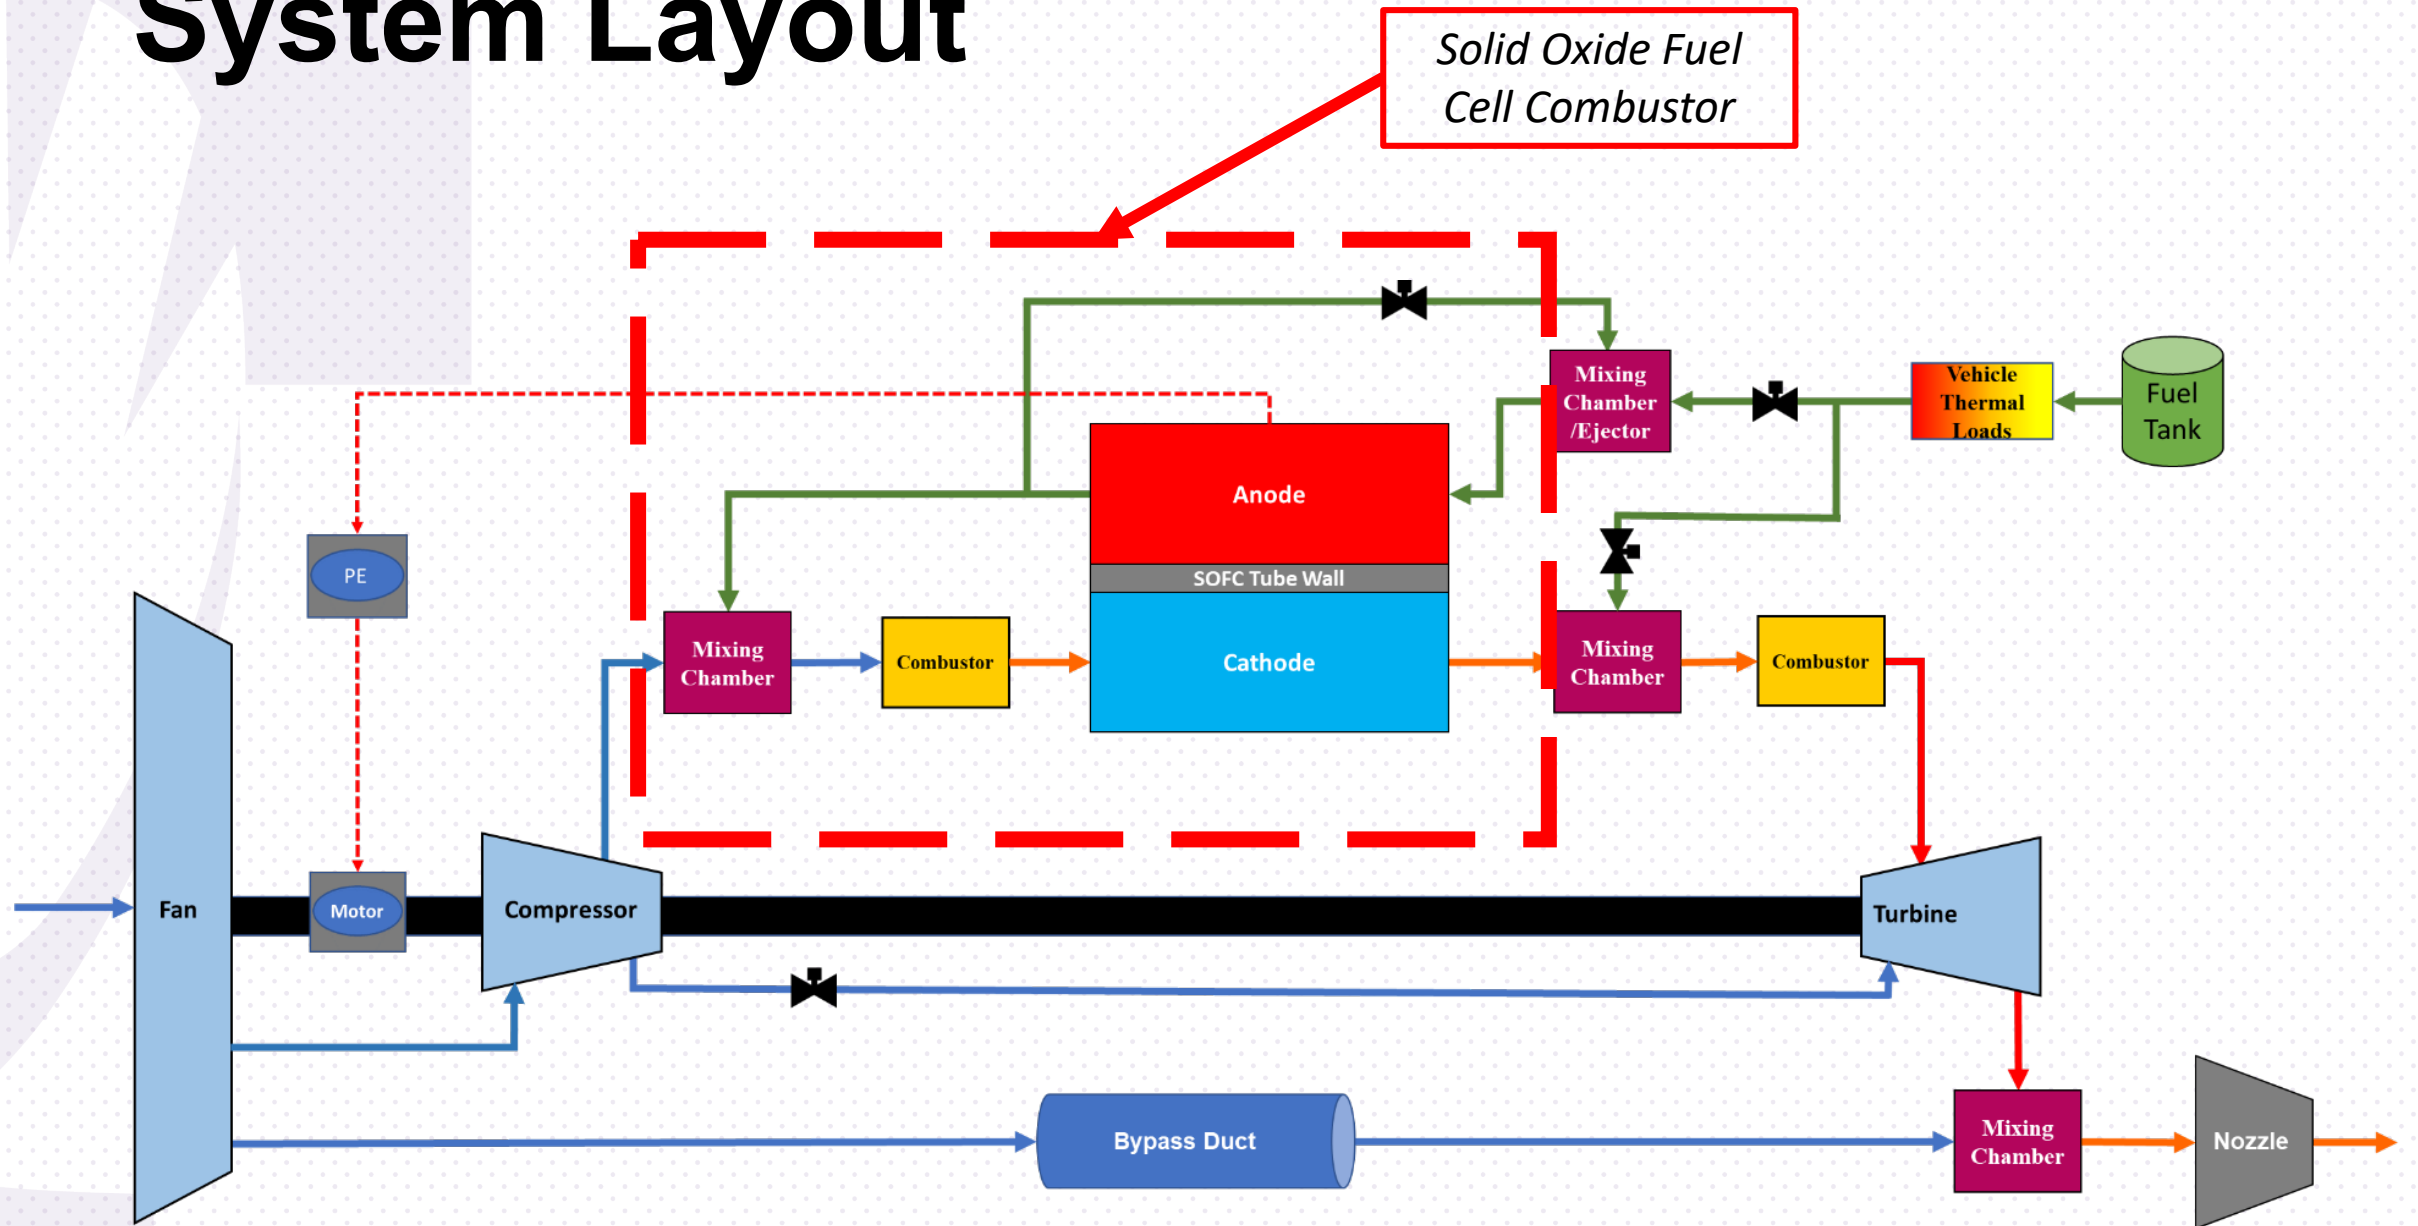 System Layout
Solid Oxide Fuel
Cell Combustor
Mixing
Chamber
/Ejector
Vehicle
Thermal
Loads
Fuel
Tank
Anode
SOFC Tube Wall
Cathode
PE
Mixing
Chamber
Combustor
Mixing
Chamber
Combustor
Fan
Motor
Compressor
Turbine
Bypass Duct
Mixing
Chamber
Nozzle